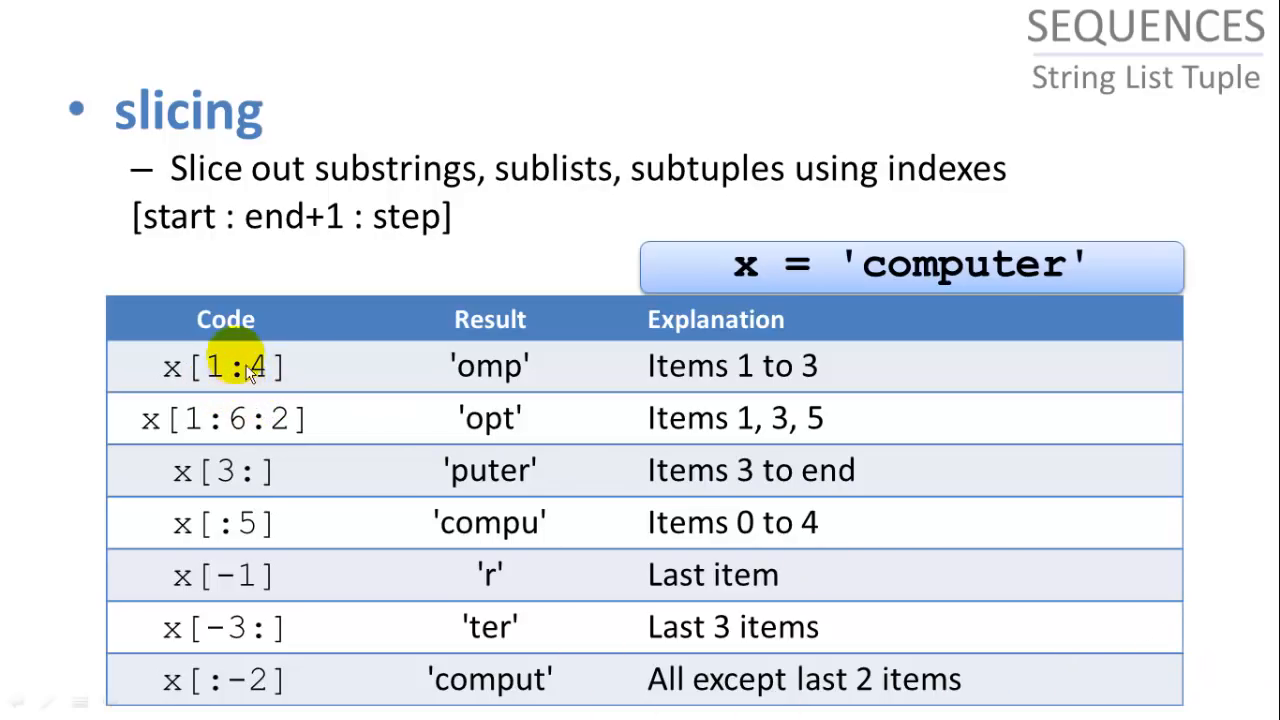 SEQUENCES
String List Tuple
• slicing
– Slice out substrings, sublists, subtuples using indexes
[start : end+1 : step]
x = 'computer'
Code Result Explanation
x[1:4] 'omp' Items 1 to 3
x[1:6:2] 'opt' Items 1, 3, 5
x[3:] 'puter' Items 3 to end
x[:5] 'compu' Items 0 to 4
x[-1] 'r' Last item
x[-3:] 'ter' Last 3 items
x[:-2] 'comput' All except last 2 items